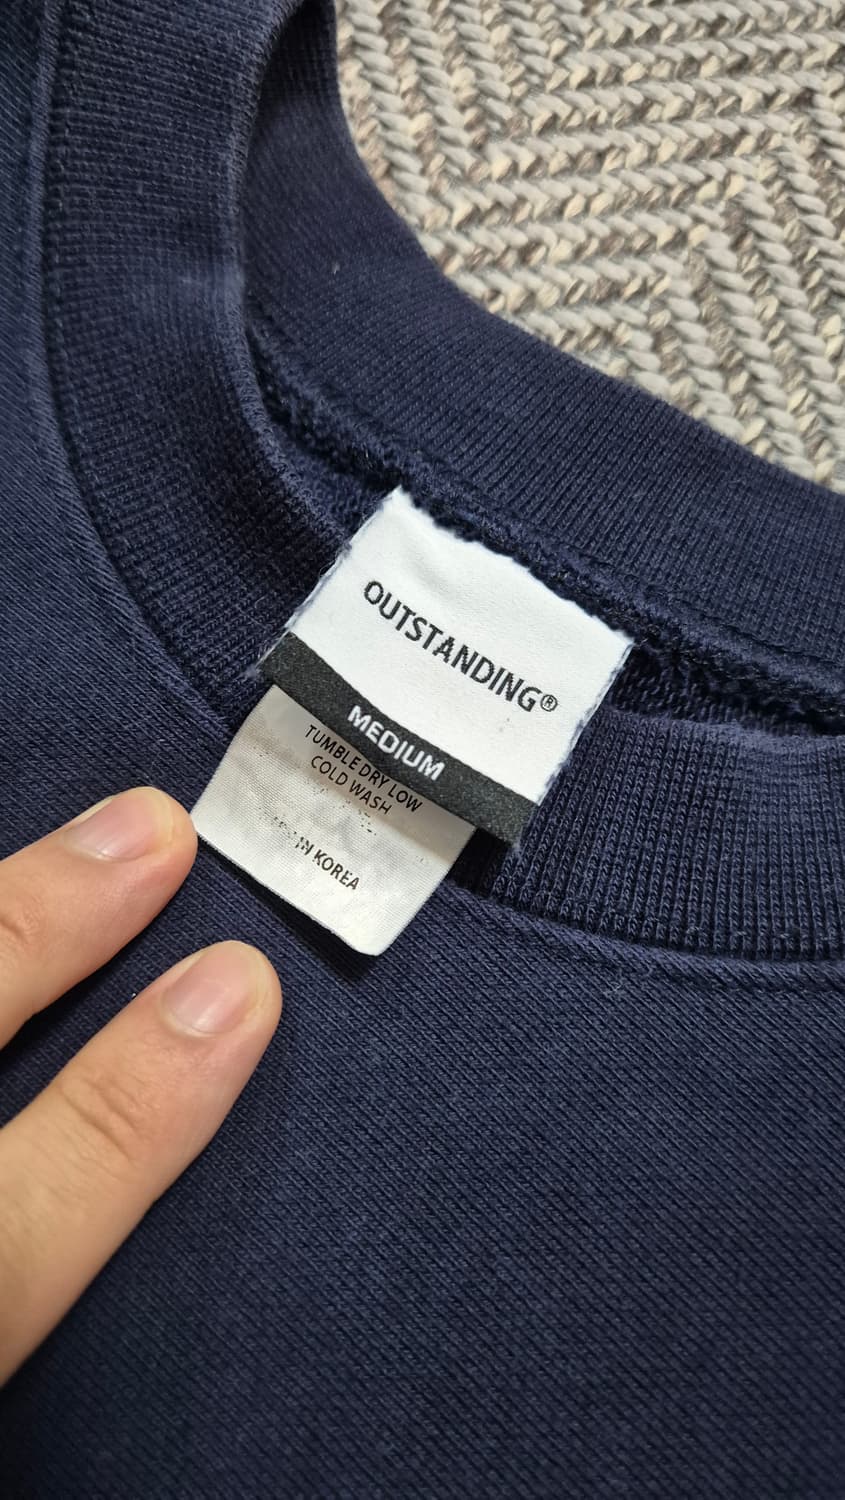 OUTSTANDING®
MEDIUM
TUMBLE DRY LOW
COLD WASH
IN KOREA